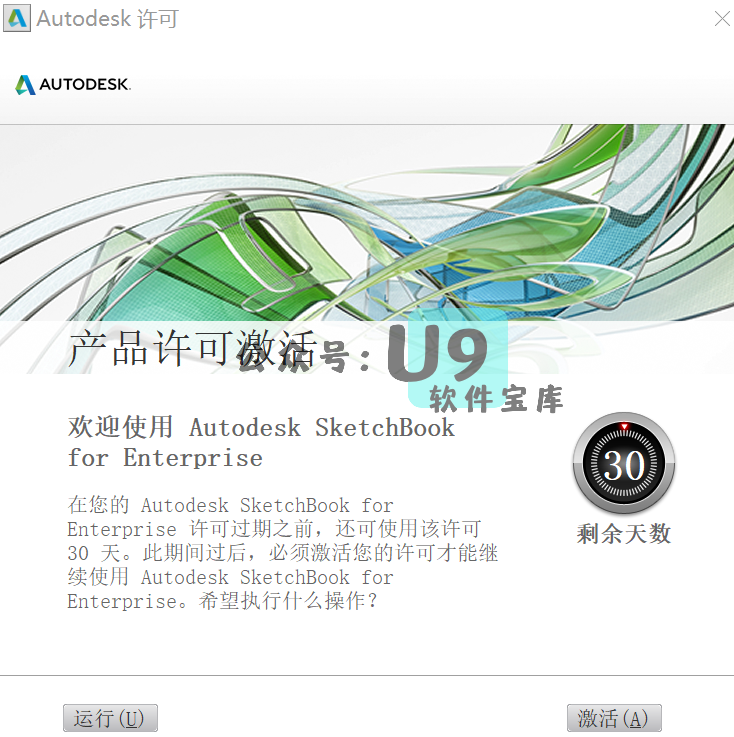 Autodesk 许可
AUTODESK.
产品许可激活
公众号:U9
软件宝库
欢迎使用 Autodesk SketchBook
for Enterprise
30
剩余天数
在您的 Autodesk SketchBook for
Enterprise 许可过期之前，还可使用该许可
30 天。此期间过后，必须激活您的许可才能继
续使用 Autodesk SketchBook for
Enterprise。希望执行什么操作？
运行(U)
激活(A)